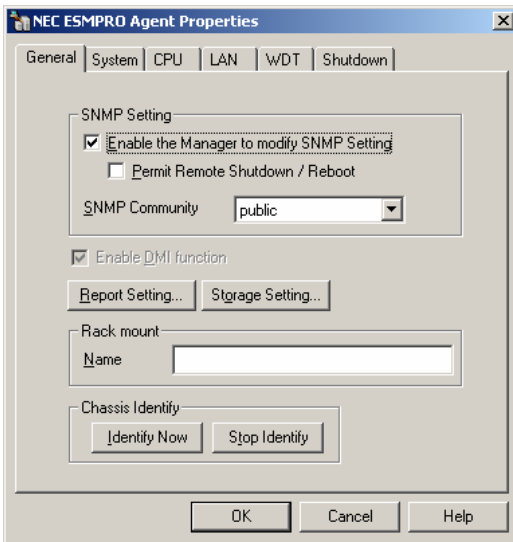 NEC ESMPRO Agent Properties
General System CPU LAN WDT Shutdown
SNMP Setting
Enable the Manager to modify SNMP Setting
Permit Remote Shutdown / Reboot
SNMP Community public
Enable DMI function
Report Setting... Storage Setting...
Rack mount
Name
Chassis Identify
Identify Now Stop Identify
OK Cancel Help